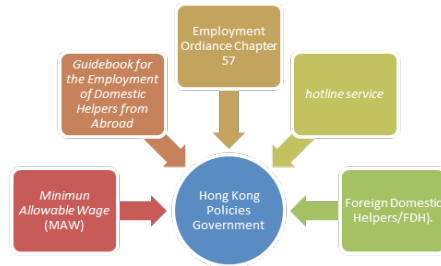 Employment
Ordiance Chapter
57
Guidebook for
the Employment
of Domestic
Helpers from
Abroad
hotline service
Minimun
Allowable Wage
(MAW)
Hong Kong
Policies
Government
Foreign Domestic
Helpers/FDH).